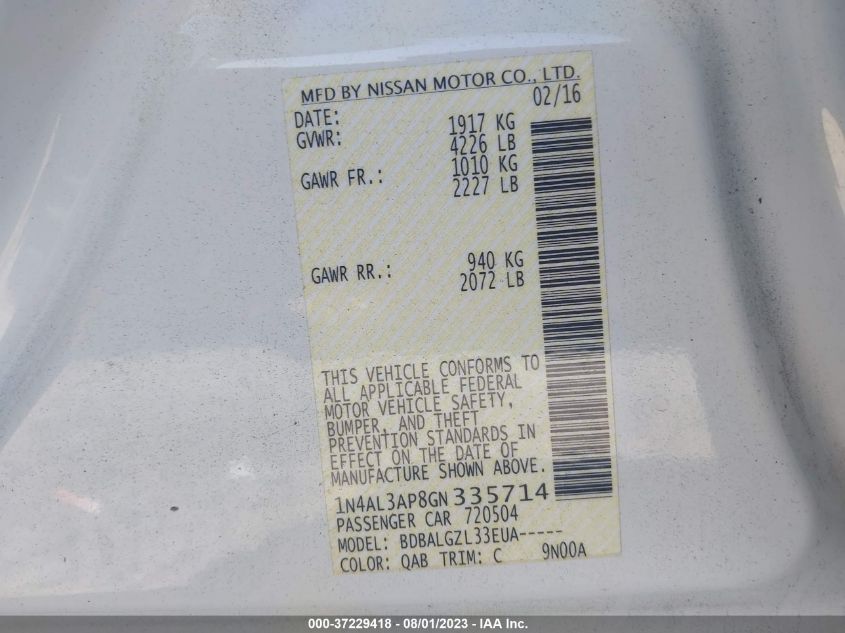 MFD BY NISSAN MOTOR CO., LTD.
DATE: 02/16
GVWR: 1917 KG
4226 LB
GAWR FR.: 1010 KG
2227 LB
GAWR RR.: 940 KG
2072 LB
THIS VEHICLE CONFORMS TO
ALL APPLICABLE FEDERAL
MOTOR VEHICLE SAFETY,
BUMPER, AND THEFT
PREVENTION STANDARDS IN
EFFECT ON THE DATE OF
MANUFACTURE SHOWN ABOVE.
1N4AL3AP8GN335714
PASSENGER CAR 720504
MODEL: BDBALGZL33EUA-----
COLOR: QAB TRIM: C 9N00A
000-37229418 - 08/01/2023 - IAA Inc.